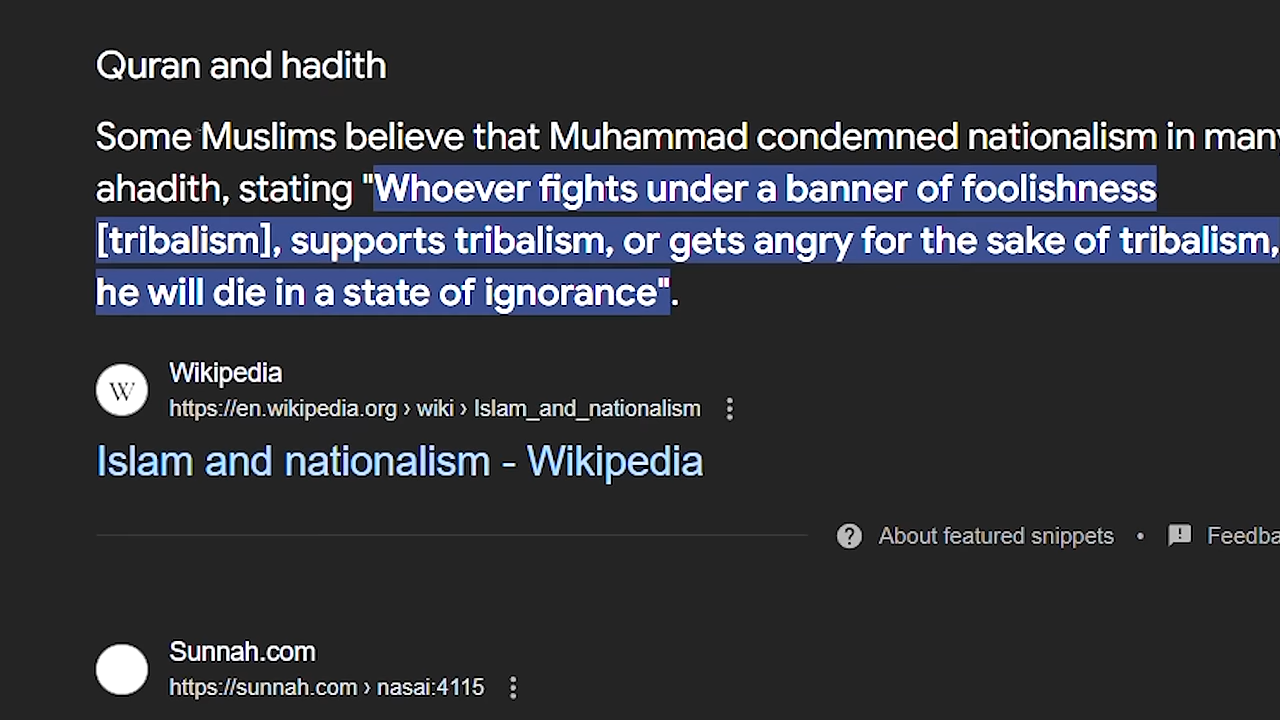 Quran and hadith
Some Muslims believe that Muhammad condemned nationalism in many
ahadith, stating "Whoever fights under a banner of foolishness
[tribalism], supports tribalism, or gets angry for the sake of tribalism,
he will die in a state of ignorance".
W
Wikipedia
https://en.wikipedia.org › wiki › Islam_and_nationalism
Islam and nationalism - Wikipedia
About featured snippets • Feedba
Sunnah.com
https://sunnah.com › nasai:4115